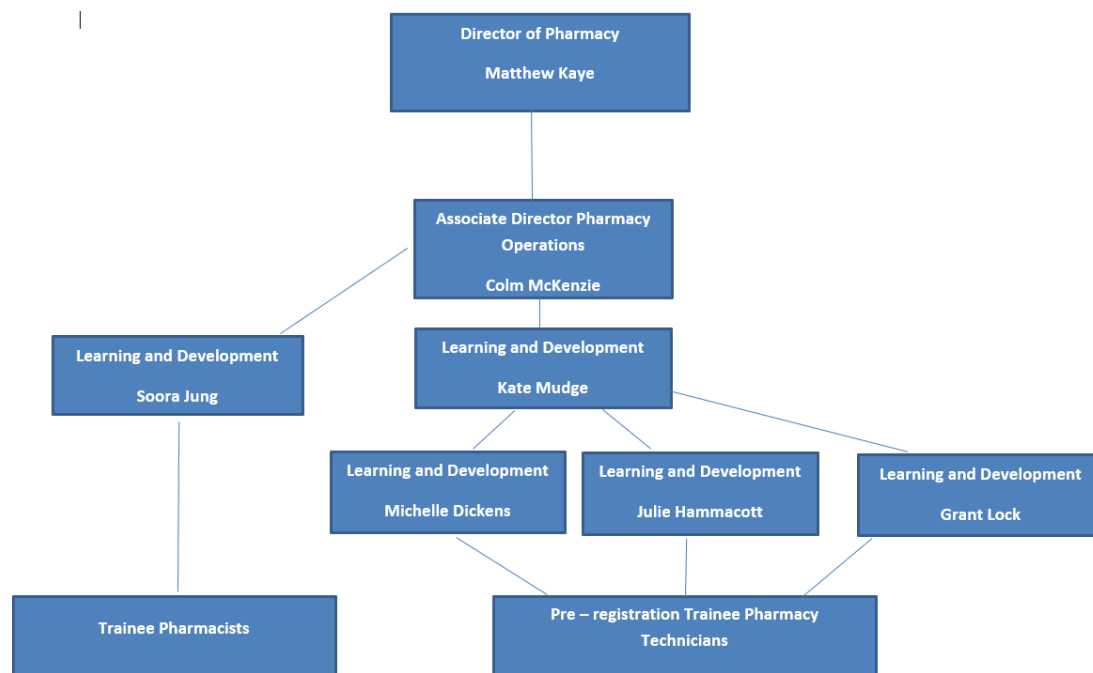 Director of Pharmacy
Matthew Kaye
Associate Director Pharmacy
Operations
Colm McKenzie
Learning and Development
Soora Jung
Learning and Development
Kate Mudge
Learning and Development
Michelle Dickens
Learning and Development
Julie Hammacott
Learning and Development
Grant Lock
Trainee Pharmacists
Pre – registration Trainee Pharmacy
Technicians